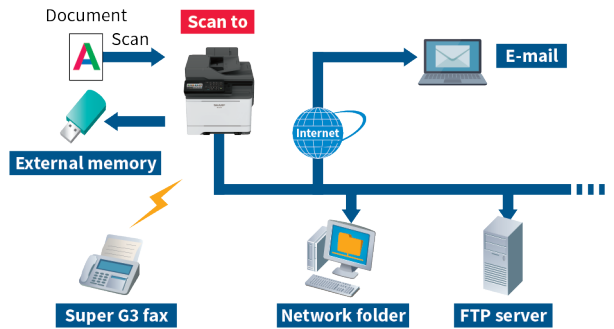 Document
Scan to
Scan
A
E-mail
Internet
External memory
Super G3 fax
Network folder
FTP server